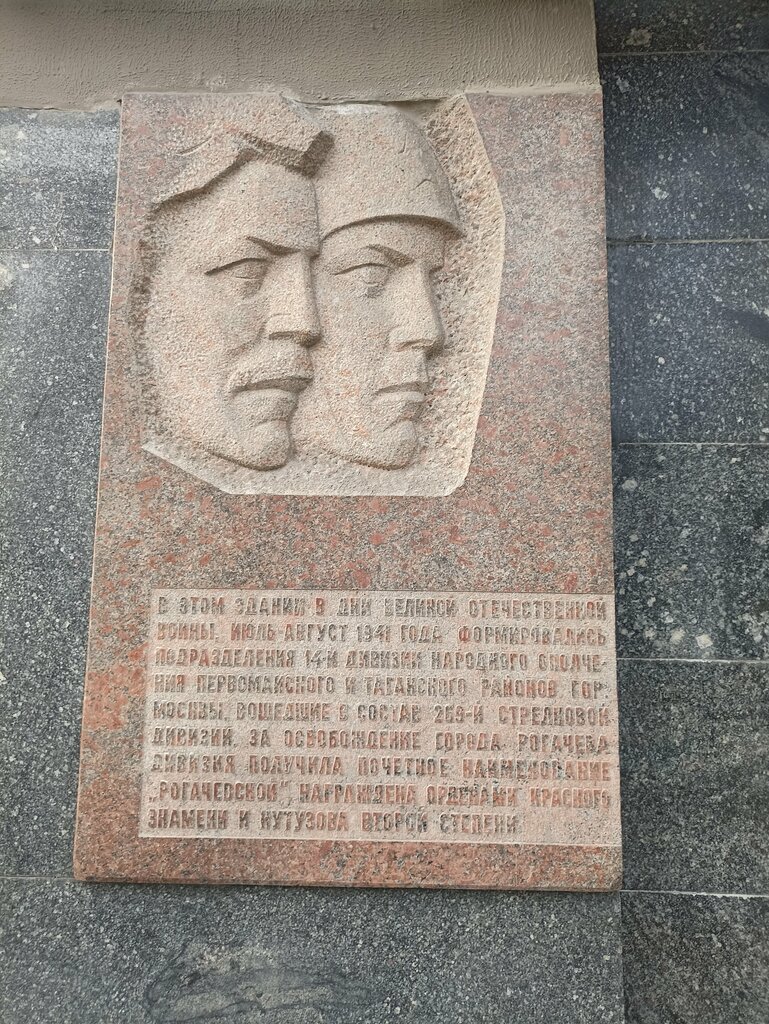 В ЭТОМ ЗДАНИИ В ДНИ ВЕЛИКОЙ ОТЕЧЕСТВЕННОЙ
ВОЙНЫ, ИЮЛЬ-АВГУСТ 1941 ГОДА ФОРМИРОВАЛИСЬ
ПОДРАЗДЕЛЕНИЯ 14-Й ДИВИЗИИ НАРОДНОГО ОПОЛЧЕ-
НИЯ ПЕРВОМАЙСКОГО И ТАГАНСКОГО РАЙОНОВ ГОР.
МОСКВЫ, ВОШЕДШИЕ В СОСТАВ 269-Й СТРЕЛКОВОЙ
ДИВИЗИИ. ЗА ОСВОБОЖДЕНИЕ ГОРОДА РОГАЧЕВА
ДИВИЗИЯ ПОЛУЧИЛА ПОЧЕТНОЕ НАИМЕНОВАНИЕ
„РОГАЧЕВСКОЙ", НАГРАЖДЕНА ОРДЕНАМИ КРАСНОГО
ЗНАМЕНИ И КУТУЗОВА ВТОРОЙ СТЕПЕНИ.